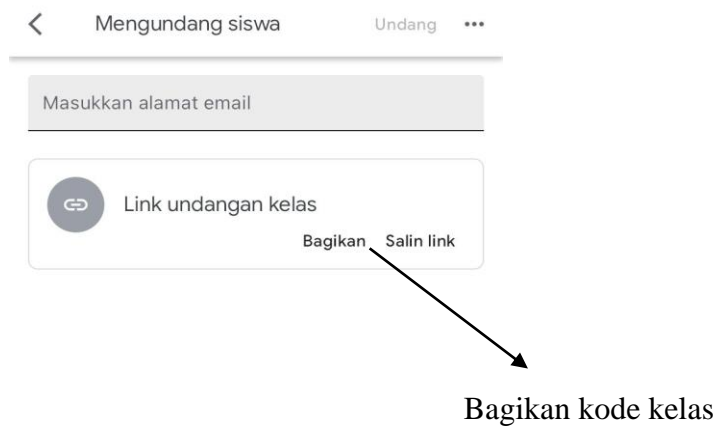 Mengundang siswa Undang
Masukkan alamat email
Link undangan kelas
Bagikan Salin link
Bagikan kode kelas